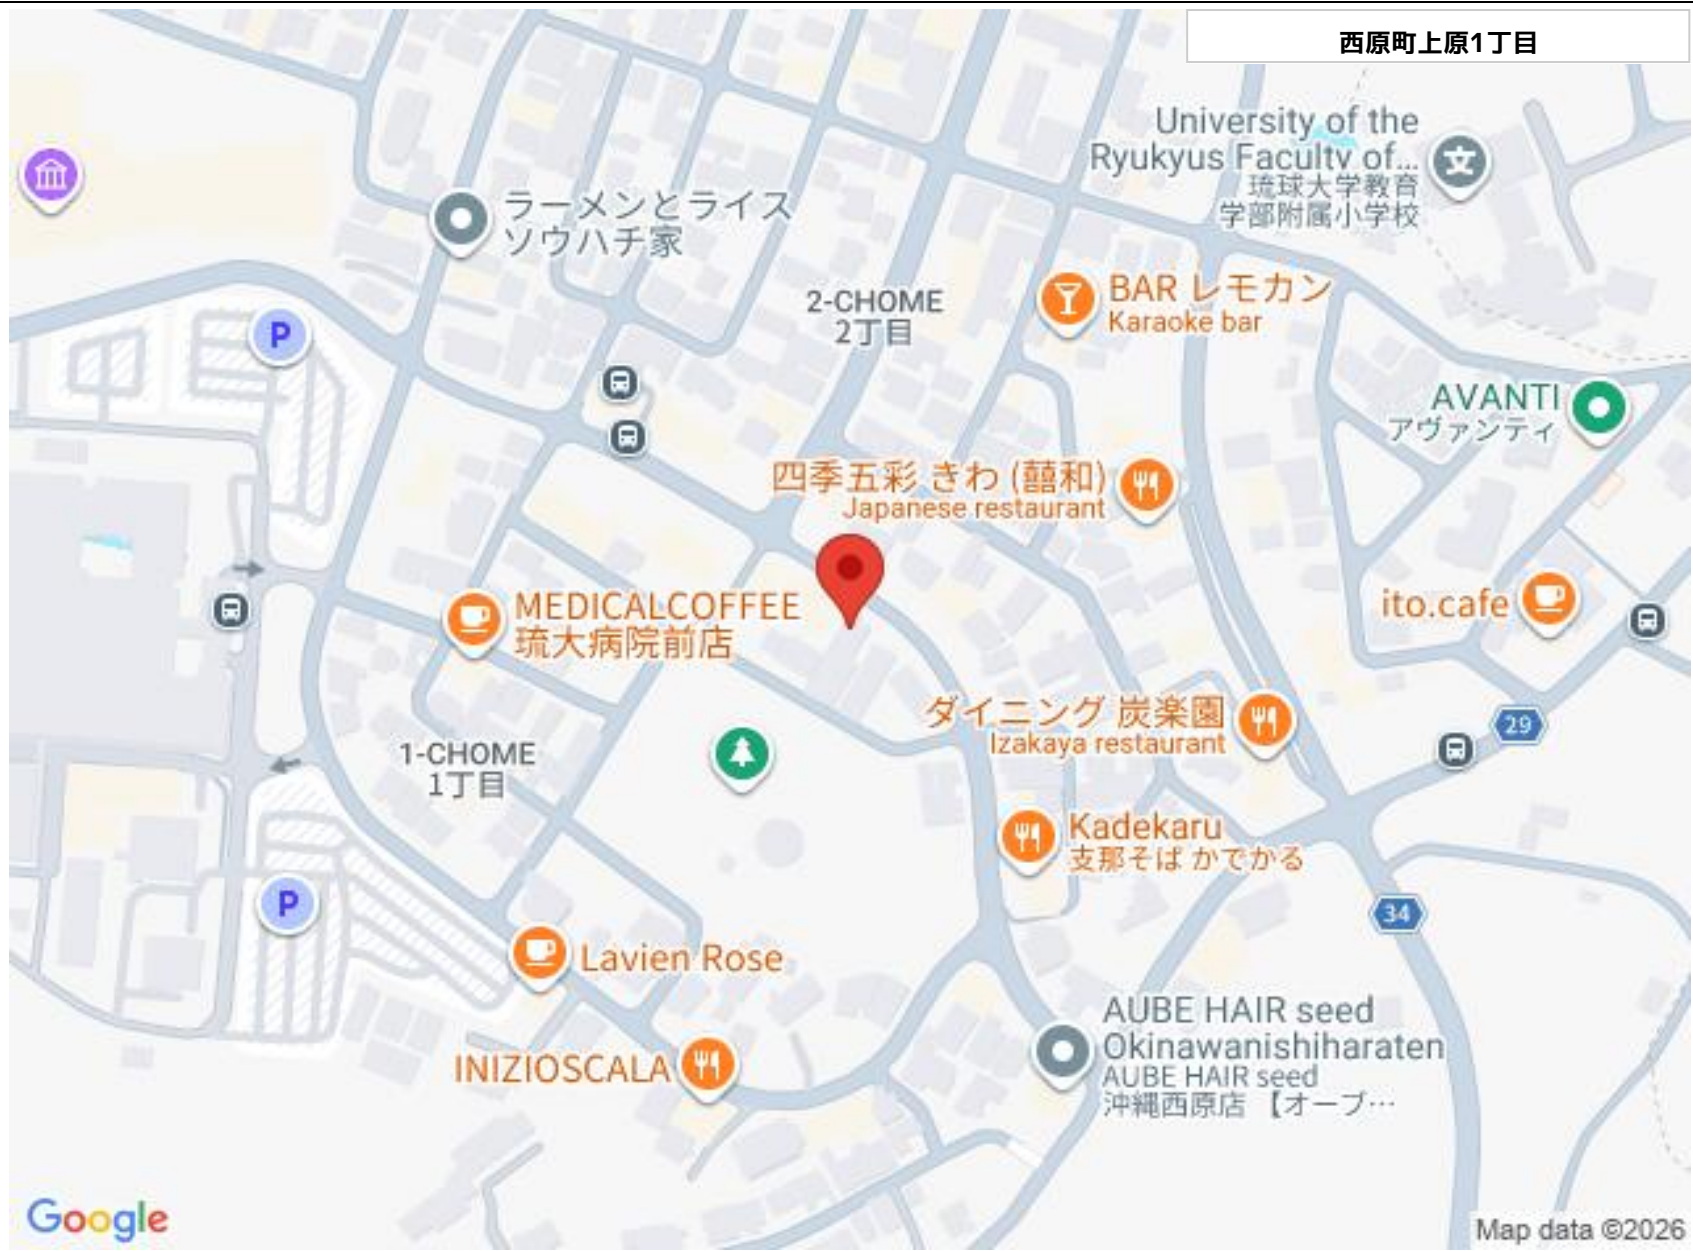 西原町上原1丁目
University of the
Ryukyus Faculty of...
琉球大学教育
学部附属小学校
ラーメンとライス
ソウハチ家
2-CHOME
2丁目
BAR レモカン
Karaoke bar
P
AVANTI
アヴァンティ
四季五彩 きわ (囍和)
Japanese restaurant
MEDICALCOFFEE
琉大病院前店
ito.cafe
ダイニング 炭楽園
Izakaya restaurant
29
1-CHOME
1丁目
Kadekaru
支那そば かでかる
34
P
Lavien Rose
AUBE HAIR seed
Okinawanishiharaten
AUBE HAIR seed
沖縄西原店 【オーブ…
INIZIOSCALA
Google
Map data ©2026
文